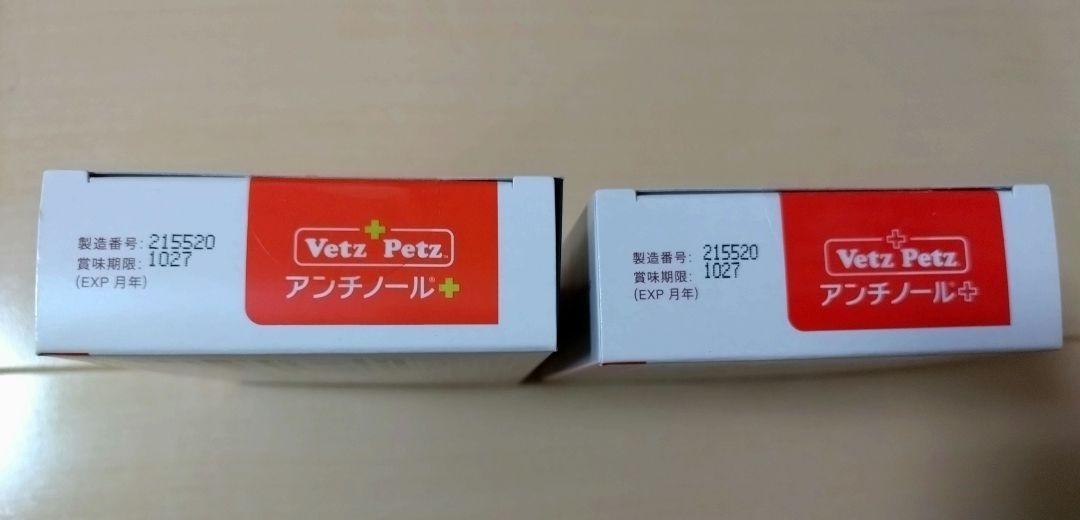 製造番号: 215520
賞味期限: 1027
(EXP 月年)
Vetz Petz™
アンチノール®+
製造番号: 215520
賞味期限: 1027
(EXP 月年)
Vetz Petz
アンチノール+